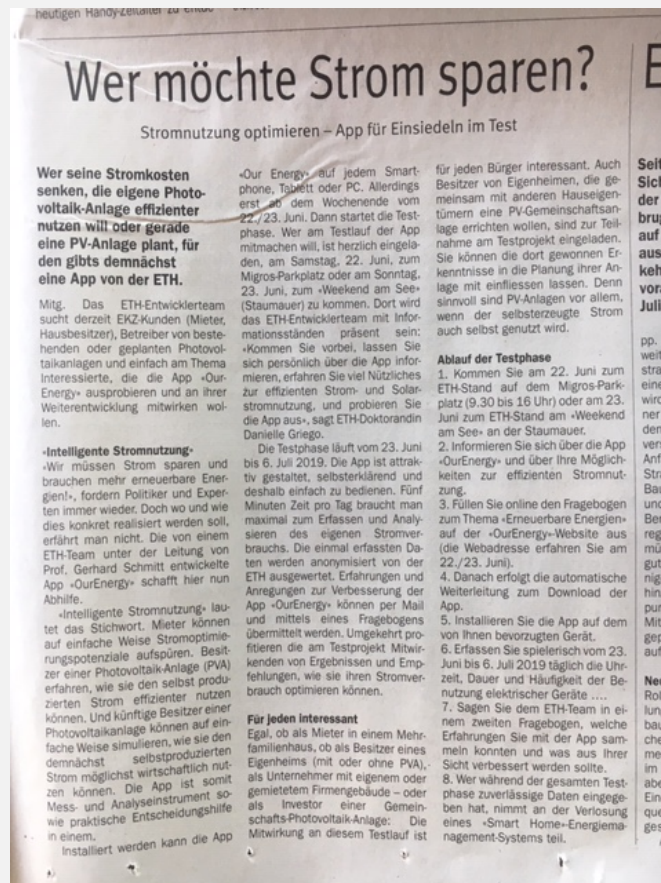 heutigen Handy-Zeitalter zu
Wer möchte Strom sparen?
Stromnutzung optimieren – App für Einsiedeln im Test
Wer seine Stromkosten
senken, die eigene Photo-
voltaik-Anlage effizienter
nutzen will oder gerade
eine PV-Anlage plant, für
den gibts demnächst
eine App von der ETH.
Mitg. Das ETH-Entwicklerteam
sucht derzeit EKZ-Kunden (Mieter,
Hausbesitzer), Betreiber von beste-
henden oder geplanten Photovol-
taikanlagen und einfach am Thema
Interessierte, die die App «Our-
Energy» ausprobieren und an ihrer
Weiterentwicklung mitwirken wol-
len.
«Intelligente Stromnutzung»
«Wir müssen Strom sparen und
brauchen mehr erneuerbare Ener-
gien!», fordern Politiker und Exper-
ten immer wieder. Doch wo und wie
dies konkret realisiert werden soll,
erfährt man nicht. Die von einem
ETH-Team unter der Leitung von
Prof. Gerhard Schmitt entwickelte
App «OurEnergy» schafft hier nun
Abhilfe.
«Intelligente Stromnutzung» lau-
tet das Stichwort. Mieter können
auf einfache Weise Stromoptimie-
rungspotenziale aufspüren. Besit-
zer einer Photovoltaik-Anlage (PVA)
erfahren, wie sie den selbst produ-
zierten Strom effizienter nutzen
können. Und künftige Besitzer einer
Photovoltaikanlage können auf ein-
fache Weise simulieren, wie sie den
demnächst selbstproduzierten
Strom möglichst wirtschaftlich nut-
zen können. Die App ist somit
Mess- und Analyseinstrument so-
wie praktische Entscheidungshilfe
in einem.
Installiert werden kann die App
«Our Energy» auf jedem Smart-
phone, Tablett oder PC. Allerdings
erst ab dem Wochenende vom
22./23. Juni. Dann startet die Test-
phase. Wer am Testlauf der App
mitmachen will, ist herzlich eingela-
den, am Samstag, 22. Juni, zum
Migros-Parkplatz oder am Sonntag,
23. Juni, zum «Weekend am See»
(Staumauer) zu kommen. Dort wird
das ETH-Entwicklerteam mit Infor-
mationsständen präsent sein:
«Kommen Sie vorbei, lassen Sie
sich persönlich über die App infor-
mieren, erfahren Sie viel Nützliches
zur effizienten Strom- und Solar-
stromnutzung, und probieren Sie
die App aus», sagt ETH-Doktorandin
Danielle Griego.
Die Testphase läuft vom 23. Juni
bis 6. Juli 2019. Die App ist attrak-
tiv gestaltet, selbsterklärend und
deshalb einfach zu bedienen. Fünf
Minuten Zeit pro Tag braucht man
maximal zum Erfassen und Analy-
sieren des eigenen Stromver-
brauchs. Die einmal erfassten Da-
ten werden anonymisiert von der
ETH ausgewertet. Erfahrungen und
Anregungen zur Verbesserung der
App «OurEnergy» können per Mail
und mittels eines Fragebogens
übermittelt werden. Umgekehrt pro-
fitieren die am Testprojekt Mitwir-
kenden von Ergebnissen und Emp-
fehlungen, wie sie ihren Stromver-
brauch optimieren können.
Für jeden interessant
Egal, ob als Mieter in einem Mehr-
familienhaus, ob als Besitzer eines
Eigenheims (mit oder ohne PVA),
als Unternehmer mit eigenem oder
gemietetem Firmengebäude – oder
als Investor einer Gemein-
schafts-Photovoltaik-Anlage: Die
Mitwirkung an diesem Testlauf ist
für jeden Bürger interessant. Auch
Besitzer von Eigenheimen, die ge-
meinsam mit anderen Hauseigen-
tümern eine PV-Gemeinschaftsan-
lage errichten wollen, sind zur Teil-
nahme am Testprojekt eingeladen.
Sie können die dort gewonnen Er-
kenntnisse in die Planung ihrer An-
lage mit einfliessen lassen. Denn
sinnvoll sind PV-Anlagen vor allem,
wenn der selbsterzeugte Strom
auch selbst genutzt wird.
Ablauf der Testphase
1. Kommen Sie am 22. Juni zum
ETH-Stand auf dem Migros-Park-
platz (9.30 bis 16 Uhr) oder am 23.
Juni zum ETH-Stand am «Weekend
am See» an der Staumauer.
2. Informieren Sie sich über die App
«OurEnergy» und über Ihre Möglich-
keiten zur effizienten Stromnut-
zung.
3. Füllen Sie online den Fragebogen
zum Thema «Erneuerbare Energien»
auf der «OurEnergy»-Website aus
(die Webadresse erfahren Sie am
22./23. Juni).
4. Danach erfolgt die automatische
Weiterleitung zum Download der
App.
5. Installieren Sie die App auf dem
von Ihnen bevorzugten Gerät.
6. Erfassen Sie spielerisch vom 23.
Juni bis 6. Juli 2019 täglich die Uhr-
zeit, Dauer und Häufigkeit der Be-
nutzung elektrischer Geräte ....
7. Sagen Sie dem ETH-Team in ei-
nem zweiten Fragebogen, welche
Erfahrungen Sie mit der App sam-
meln konnten und was aus Ihrer
Sicht verbessert werden sollte.
8. Wer während der gesamten Test-
phase zuverlässige Daten eingege-
ben hat, nimmt an der Verlosung
eines «Smart Home»-Energiema-
nagement-Systems teil.